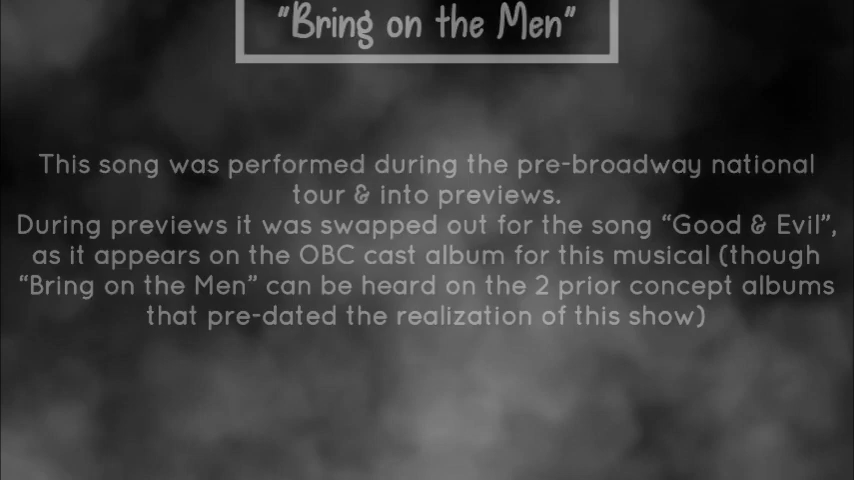 "Bring on the Men"
This song was performed during the pre-broadway national
tour & into previews.
During previews it was swapped out for the song “Good & Evil”,
as it appears on the OBC cast album for this musical (though
“Bring on the Men” can be heard on the 2 prior concept albums
that pre-dated the realization of this show)